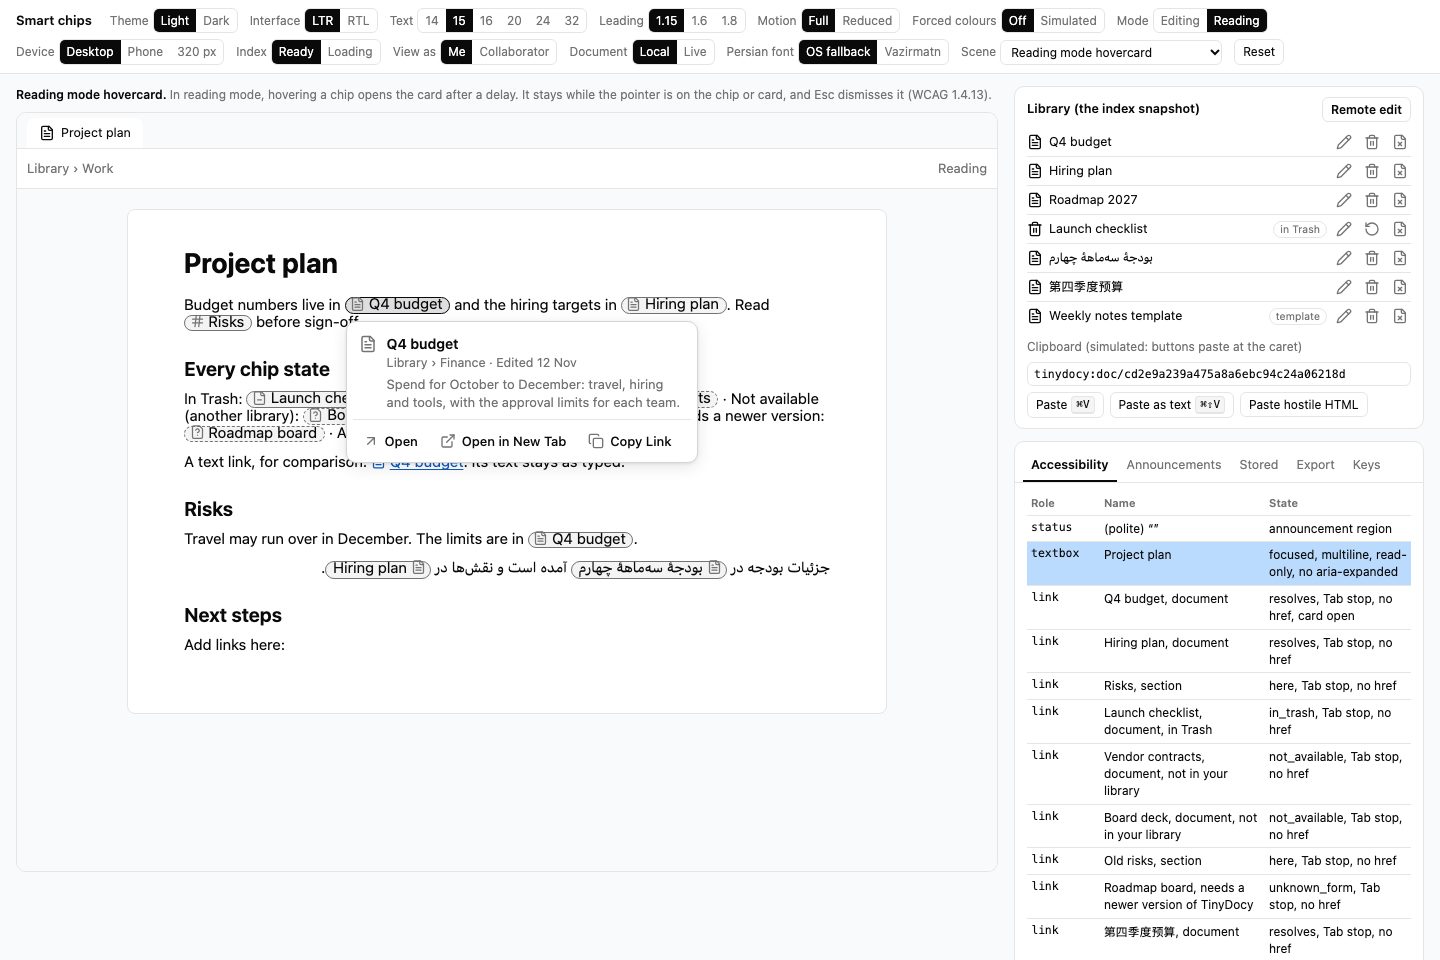 Smart chips Theme Light Dark Interface LTR RTL Text 14 15 16 20 24 32 Leading 1.15 1.6 1.8 Motion Full Reduced Forced colours Off Simulated Mode Editing Reading
Device Desktop Phone 320 px Index Ready Loading View as Me Collaborator Document Local Live Persian font OS fallback Vazirmatn Scene Reading mode hovercard Reset
Reading mode hovercard. In reading mode, hovering a chip opens the card after a delay. It stays while the pointer is on the chip or card, and Esc dismisses it (WCAG 1.4.13).
Project plan
Library › Work
Reading
Project plan
Budget numbers live in Q4 budget and the hiring targets in Hiring plan. Read
# Risks before sign-off
Q4 budget
Library › Finance · Edited 12 Nov
Spend for October to December: travel, hiring
and tools, with the approval limits for each team.
Open Open in New Tab Copy Link
Every chip state
In Trash: Launch che ts · Not available
(another library): Bo ds a newer version:
Roadmap board · A
A text link, for comparison: Q4 budget. Its text stays as typed.
Risks
Travel may run over in December. The limits are in Q4 budget.
جزئیات بودجه در بودجهٔ سه‌ماههٔ چهارم آمده است و نقش‌ها در Hiring plan.
Next steps
Add links here:
Library (the index snapshot)
Remote edit
Q4 budget
Hiring plan
Roadmap 2027
Launch checklist in Trash
بودجهٔ سه‌ماههٔ چهارم
第四季度预算
Weekly notes template template
Clipboard (simulated: buttons paste at the caret)
tinydocy:doc/cd2e9a239a475a8a6ebc94c24a06218d
Paste ⌘V Paste as text ⌘⇧V Paste hostile HTML
Accessibility Announcements Stored Export Keys
Role Name State
status (polite) “” announcement region
textbox Project plan focused, multiline, read-
only, no aria-expanded
link Q4 budget, document resolves, Tab stop, no
href, card open
link Hiring plan, document resolves, Tab stop, no
href
link Risks, section here, Tab stop, no href
link Launch checklist, in_trash, Tab stop, no
document, in Trash href
link Vendor contracts, not_available, Tab stop,
document, not in your no href
library
link Board deck, document, not not_available, Tab stop,
in your library no href
link Old risks, section here, Tab stop, no href
link Roadmap board, needs a unknown_form, Tab
newer version of TinyDocy stop, no href
link 第四季度预算, document resolves, Tab stop, no
href